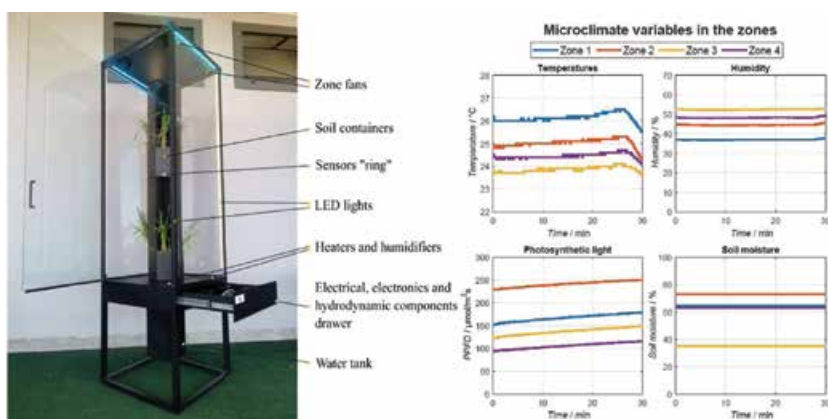 Zone fans
Soil containers
Sensors "ring"
LED lights
Heaters and humidifiers
Electrical, electronics and
hydrodynamic components
drawer
Water tank
Microclimate variables in the zones
Zone 1 Zone 2 Zone 3 Zone 4
Temperatures
Temperature / °C
28
27
26
25
24
23
22
0 10 20 30
Time / min
Humidity
Humidity / %
70
60
50
40
30
20
10
0
0 10 20 30
Time / min
Photosynthetic light
PPFD / μmol/m²s
300
250
200
150
100
50
0
0 10 20 30
Time / min
Soil moisture
Soil moisture / %
100
80
60
40
20
0
0 10 20 30
Time / min